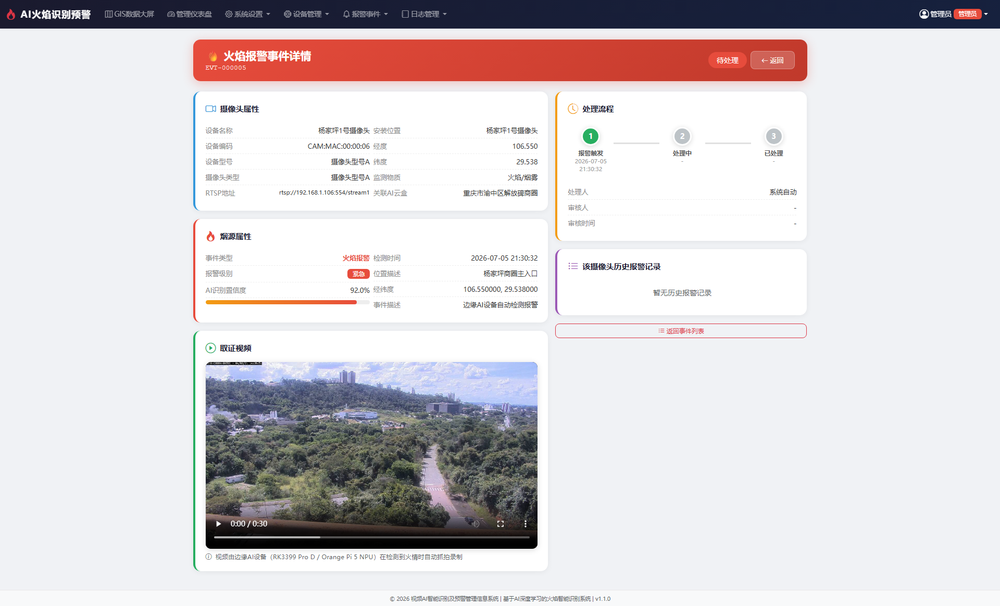 AI火焰识别预警 GIS数据大屏 管理仪表盘 系统设置 设备管理 报警事件 日志管理 管理员 管理员
火焰报警事件详情
EVT-000005
待处理 返回
摄像头属性
设备名称 杨家坪1号摄像头 安装位置 杨家坪1号摄像头
设备编码 CAM:MAC:00:00:06 经度 106.550
设备型号 摄像头型号A 纬度 29.538
摄像头类型 摄像头型号A 监测物质 火焰/烟雾
RTSP地址 rtsp://192.168.1.106:554/stream1 关联AI云盒 重庆市渝中区解放碑商圈
烟源属性
事件类型 火焰报警 检测时间 2026-07-05 21:30:32
报警级别 紧急 位置描述 杨家坪商圈主入口
AI识别置信度 92.0% 经纬度 106.550000, 29.538000
事件描述 边缘AI设备自动检测报警
取证视频
0:00 / 0:30
视频由边缘AI设备（RK3399 Pro D / Orange Pi 5 NPU）在检测到火情时自动抓拍录制
处理流程
1 2 3
报警触发 处理中 已处理
2026-07-05 - -
21:30:32
处理人 系统自动
审核人 -
审核时间 -
该摄像头历史报警记录
暂无历史报警记录
返回事件列表
© 2026 视频AI智能识别及预警管理信息系统 | 基于AI深度学习的火焰智能识别系统 | v1.1.0